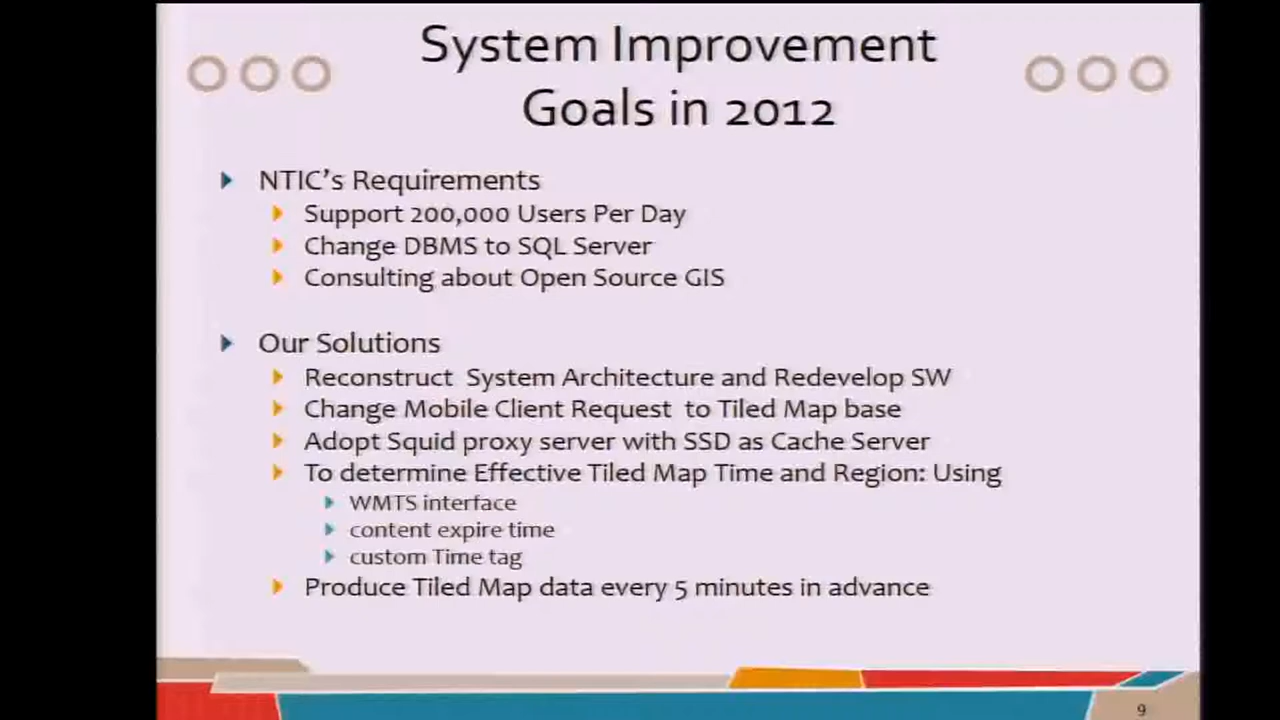 System Improvement
Goals in 2012
NTIC's Requirements
Support 200,000 Users Per Day
Change DBMS to SQL Server
Consulting about Open Source GIS
Our Solutions
Reconstruct System Architecture and Redevelop SW
Change Mobile Client Request to Tiled Map base
Adopt Squid proxy server with SSD as Cache Server
To determine Effective Tiled Map Time and Region: Using
WMTS interface
content expire time
custom Time tag
Produce Tiled Map data every 5 minutes in advance
9